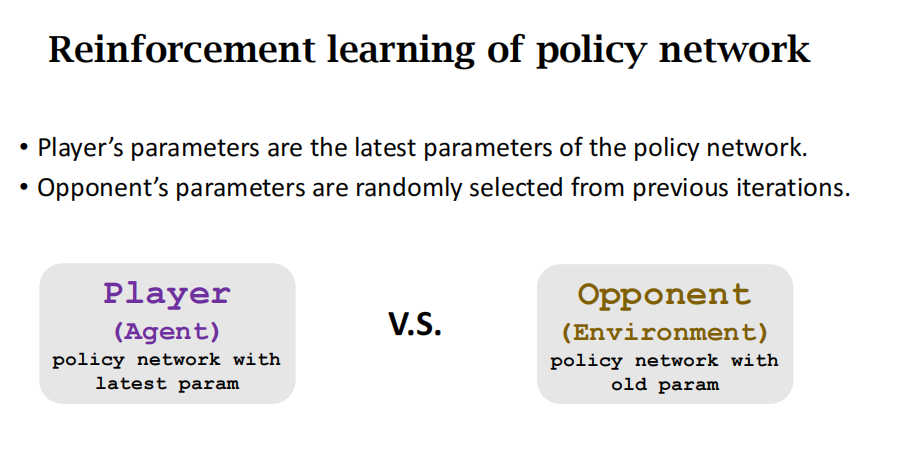 Reinforcement learning of policy network
• Player’s parameters are the latest parameters of the policy network.
• Opponent’s parameters are randomly selected from previous iterations.
Player
(Agent)
policy network with
latest param
V.S.
Opponent
(Environment)
policy network with
old param